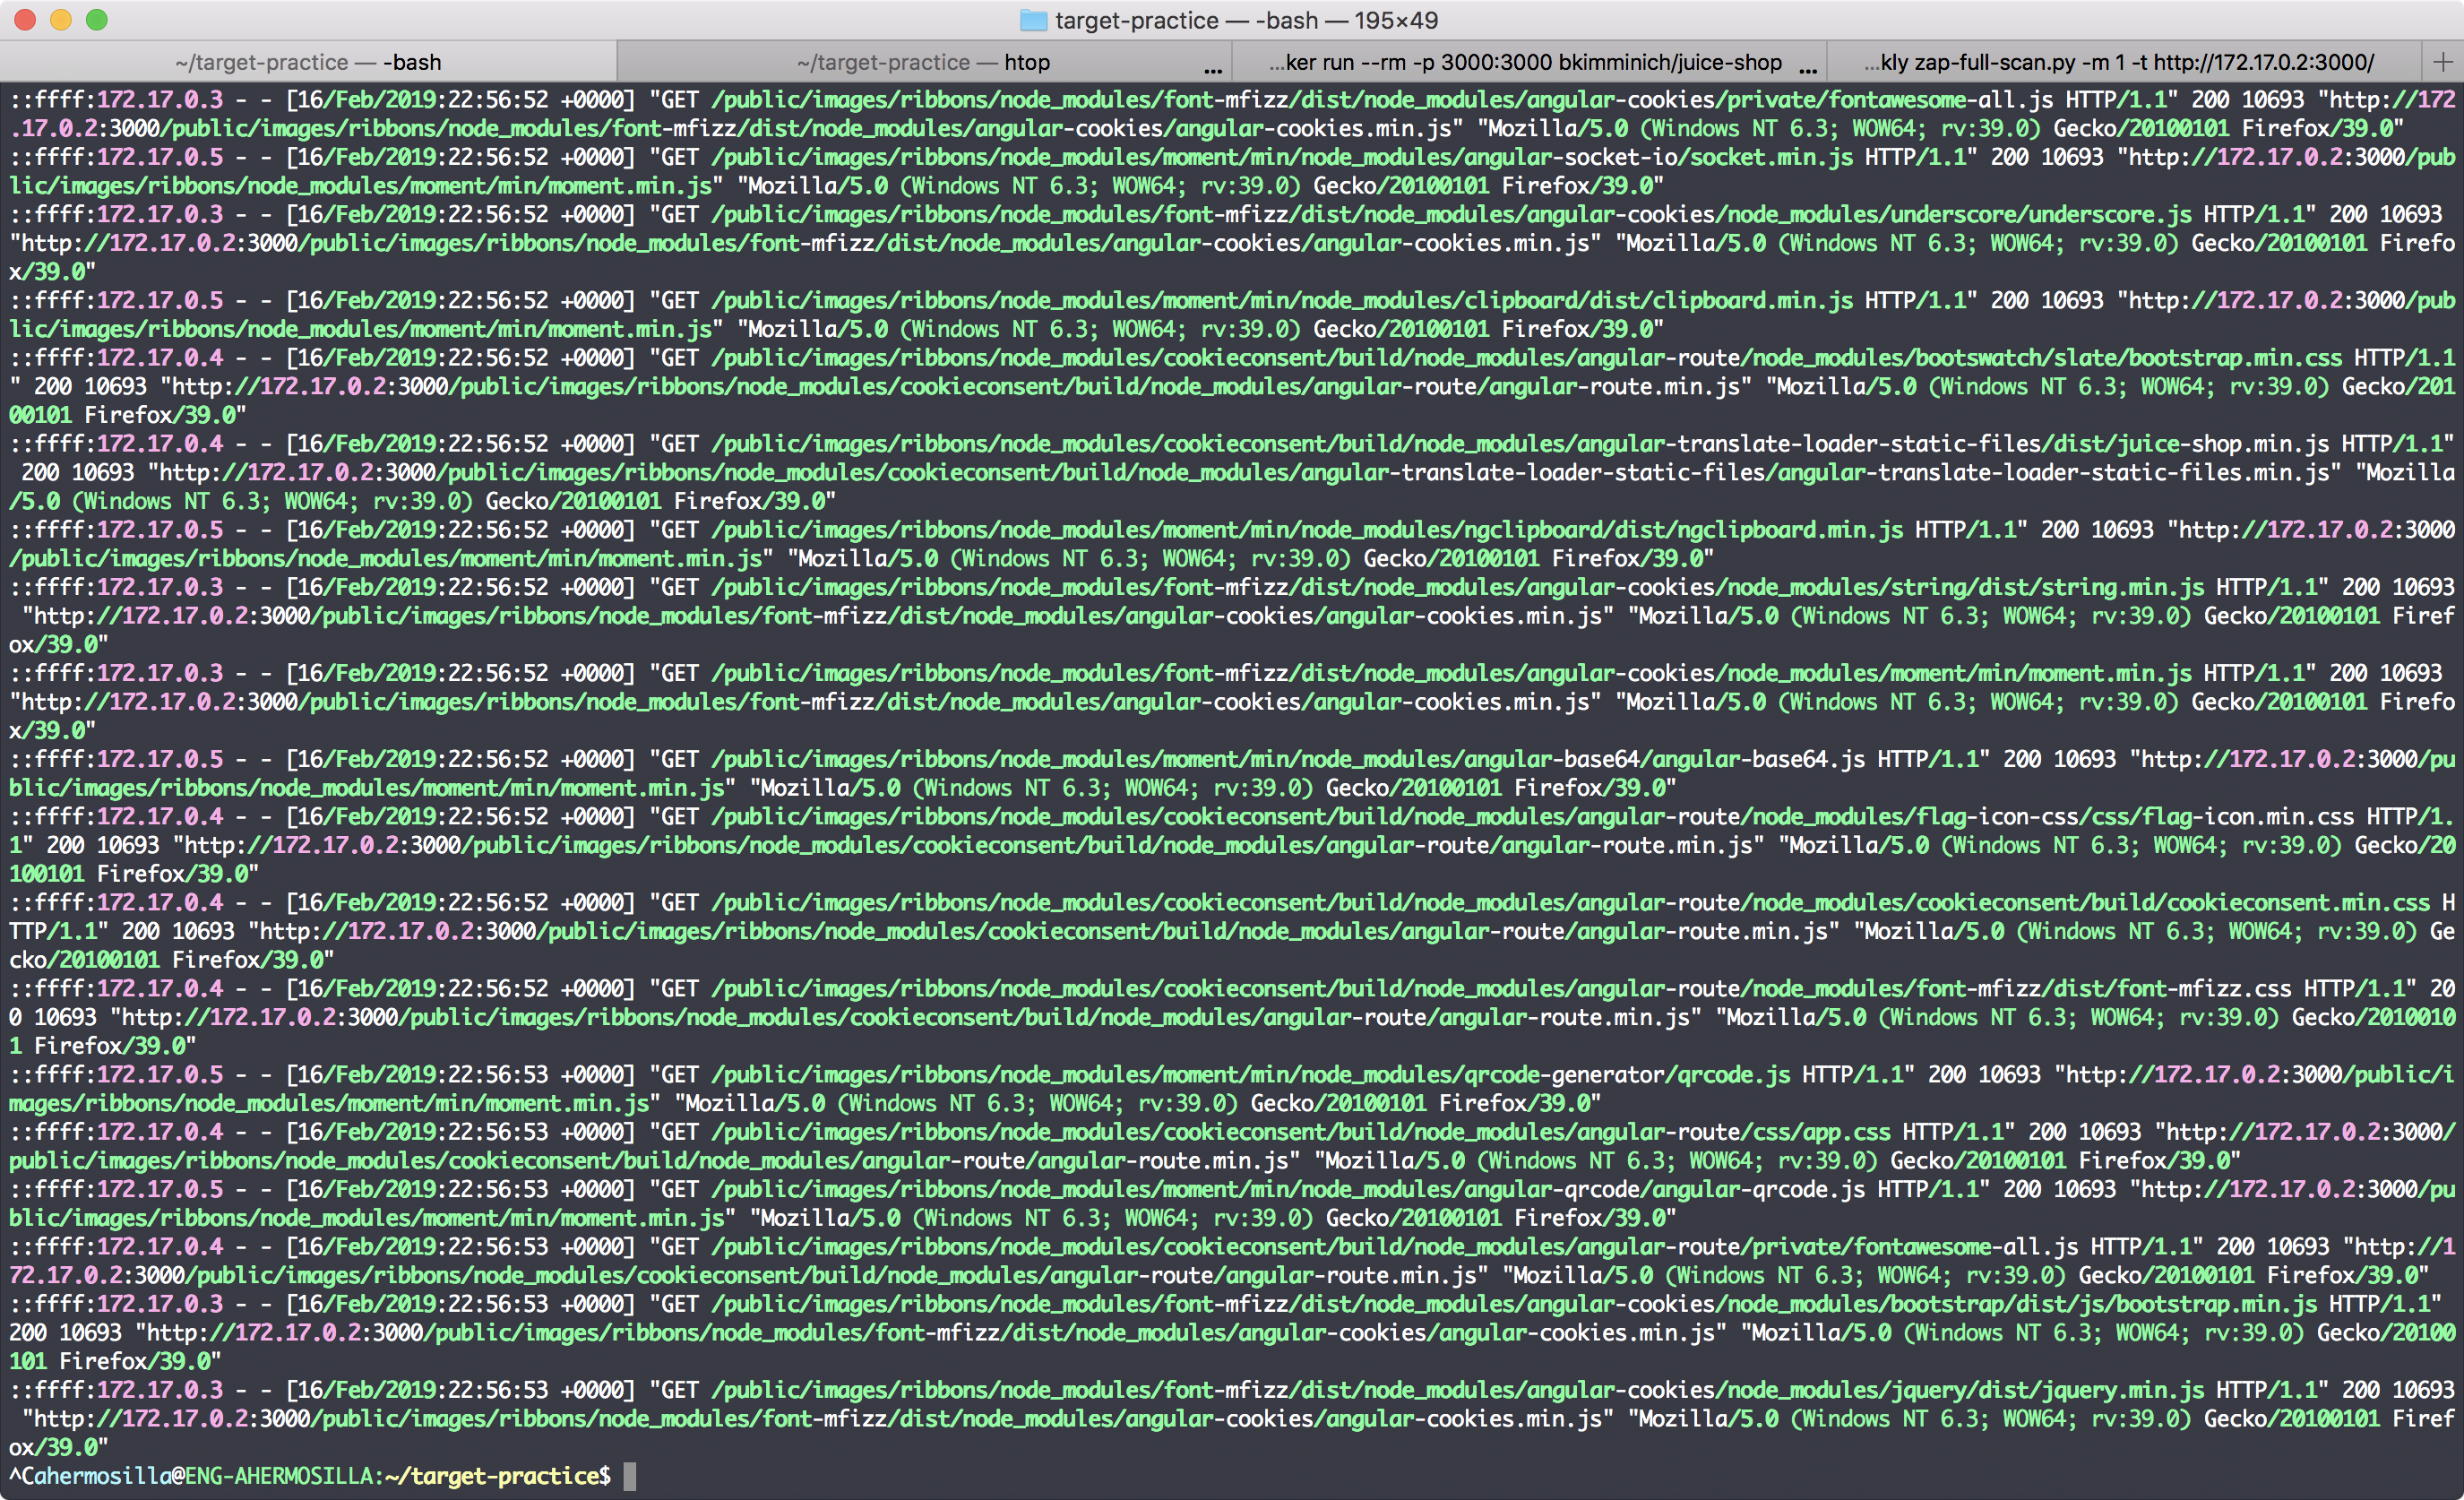 target-practice — -bash — 195×49
~/target-practice — -bash
~/target-practice — htop ...
...ker run --rm -p 3000:3000 bkimminich/juice-shop ...
...kly zap-full-scan.py -m 1 -t http://172.17.0.2:3000/ +
::ffff:172.17.0.3 - - [16/Feb/2019:22:56:52 +0000] "GET /public/images/ribbons/node_modules/font-mfizz/dist/node_modules/angular-cookies/private/fontawesome-all.js HTTP/1.1" 200 10693 "http://172
.17.0.2:3000/public/images/ribbons/node_modules/font-mfizz/dist/node_modules/angular-cookies/angular-cookies.min.js" "Mozilla/5.0 (Windows NT 6.3; WOW64; rv:39.0) Gecko/20100101 Firefox/39.0"
::ffff:172.17.0.5 - - [16/Feb/2019:22:56:52 +0000] "GET /public/images/ribbons/node_modules/moment/min/node_modules/angular-socket-io/socket.min.js HTTP/1.1" 200 10693 "http://172.17.0.2:3000/pub
lic/images/ribbons/node_modules/moment/min/moment.min.js" "Mozilla/5.0 (Windows NT 6.3; WOW64; rv:39.0) Gecko/20100101 Firefox/39.0"
::ffff:172.17.0.3 - - [16/Feb/2019:22:56:52 +0000] "GET /public/images/ribbons/node_modules/font-mfizz/dist/node_modules/angular-cookies/node_modules/underscore/underscore.js HTTP/1.1" 200 10693
"http://172.17.0.2:3000/public/images/ribbons/node_modules/font-mfizz/dist/node_modules/angular-cookies/angular-cookies.min.js" "Mozilla/5.0 (Windows NT 6.3; WOW64; rv:39.0) Gecko/20100101 Firefo
x/39.0"
::ffff:172.17.0.5 - - [16/Feb/2019:22:56:52 +0000] "GET /public/images/ribbons/node_modules/moment/min/node_modules/clipboard/dist/clipboard.min.js HTTP/1.1" 200 10693 "http://172.17.0.2:3000/pub
lic/images/ribbons/node_modules/moment/min/moment.min.js" "Mozilla/5.0 (Windows NT 6.3; WOW64; rv:39.0) Gecko/20100101 Firefox/39.0"
::ffff:172.17.0.4 - - [16/Feb/2019:22:56:52 +0000] "GET /public/images/ribbons/node_modules/cookieconsent/build/node_modules/angular-route/node_modules/bootswatch/slate/bootstrap.min.css HTTP/1.1
" 200 10693 "http://172.17.0.2:3000/public/images/ribbons/node_modules/cookieconsent/build/node_modules/angular-route/angular-route.min.js" "Mozilla/5.0 (Windows NT 6.3; WOW64; rv:39.0) Gecko/201
00101 Firefox/39.0"
::ffff:172.17.0.4 - - [16/Feb/2019:22:56:52 +0000] "GET /public/images/ribbons/node_modules/cookieconsent/build/node_modules/angular-translate-loader-static-files/dist/juice-shop.min.js HTTP/1.1"
 200 10693 "http://172.17.0.2:3000/public/images/ribbons/node_modules/cookieconsent/build/node_modules/angular-translate-loader-static-files/angular-translate-loader-static-files.min.js" "Mozilla
/5.0 (Windows NT 6.3; WOW64; rv:39.0) Gecko/20100101 Firefox/39.0"
::ffff:172.17.0.5 - - [16/Feb/2019:22:56:52 +0000] "GET /public/images/ribbons/node_modules/moment/min/node_modules/ngclipboard/dist/ngclipboard.min.js HTTP/1.1" 200 10693 "http://172.17.0.2:3000
/public/images/ribbons/node_modules/moment/min/moment.min.js" "Mozilla/5.0 (Windows NT 6.3; WOW64; rv:39.0) Gecko/20100101 Firefox/39.0"
::ffff:172.17.0.3 - - [16/Feb/2019:22:56:52 +0000] "GET /public/images/ribbons/node_modules/font-mfizz/dist/node_modules/angular-cookies/node_modules/string/dist/string.min.js HTTP/1.1" 200 10693
 "http://172.17.0.2:3000/public/images/ribbons/node_modules/font-mfizz/dist/node_modules/angular-cookies/angular-cookies.min.js" "Mozilla/5.0 (Windows NT 6.3; WOW64; rv:39.0) Gecko/20100101 Firef
ox/39.0"
::ffff:172.17.0.3 - - [16/Feb/2019:22:56:52 +0000] "GET /public/images/ribbons/node_modules/font-mfizz/dist/node_modules/angular-cookies/node_modules/moment/min/moment.min.js HTTP/1.1" 200 10693
"http://172.17.0.2:3000/public/images/ribbons/node_modules/font-mfizz/dist/node_modules/angular-cookies/angular-cookies.min.js" "Mozilla/5.0 (Windows NT 6.3; WOW64; rv:39.0) Gecko/20100101 Firefo
x/39.0"
::ffff:172.17.0.5 - - [16/Feb/2019:22:56:52 +0000] "GET /public/images/ribbons/node_modules/moment/min/node_modules/angular-base64/angular-base64.js HTTP/1.1" 200 10693 "http://172.17.0.2:3000/pu
blic/images/ribbons/node_modules/moment/min/moment.min.js" "Mozilla/5.0 (Windows NT 6.3; WOW64; rv:39.0) Gecko/20100101 Firefox/39.0"
::ffff:172.17.0.4 - - [16/Feb/2019:22:56:52 +0000] "GET /public/images/ribbons/node_modules/cookieconsent/build/node_modules/angular-route/node_modules/flag-icon-css/css/flag-icon.min.css HTTP/1.
1" 200 10693 "http://172.17.0.2:3000/public/images/ribbons/node_modules/cookieconsent/build/node_modules/angular-route/angular-route.min.js" "Mozilla/5.0 (Windows NT 6.3; WOW64; rv:39.0) Gecko/20
100101 Firefox/39.0"
::ffff:172.17.0.4 - - [16/Feb/2019:22:56:52 +0000] "GET /public/images/ribbons/node_modules/cookieconsent/build/node_modules/angular-route/node_modules/cookieconsent/build/cookieconsent.min.css H
TTP/1.1" 200 10693 "http://172.17.0.2:3000/public/images/ribbons/node_modules/cookieconsent/build/node_modules/angular-route/angular-route.min.js" "Mozilla/5.0 (Windows NT 6.3; WOW64; rv:39.0) Ge
cko/20100101 Firefox/39.0"
::ffff:172.17.0.4 - - [16/Feb/2019:22:56:52 +0000] "GET /public/images/ribbons/node_modules/cookieconsent/build/node_modules/angular-route/node_modules/font-mfizz/dist/font-mfizz.css HTTP/1.1" 20
0 10693 "http://172.17.0.2:3000/public/images/ribbons/node_modules/cookieconsent/build/node_modules/angular-route/angular-route.min.js" "Mozilla/5.0 (Windows NT 6.3; WOW64; rv:39.0) Gecko/2010010
1 Firefox/39.0"
::ffff:172.17.0.5 - - [16/Feb/2019:22:56:53 +0000] "GET /public/images/ribbons/node_modules/moment/min/node_modules/qrcode-generator/qrcode.js HTTP/1.1" 200 10693 "http://172.17.0.2:3000/public/i
mages/ribbons/node_modules/moment/min/moment.min.js" "Mozilla/5.0 (Windows NT 6.3; WOW64; rv:39.0) Gecko/20100101 Firefox/39.0"
::ffff:172.17.0.4 - - [16/Feb/2019:22:56:53 +0000] "GET /public/images/ribbons/node_modules/cookieconsent/build/node_modules/angular-route/css/app.css HTTP/1.1" 200 10693 "http://172.17.0.2:3000/
public/images/ribbons/node_modules/cookieconsent/build/node_modules/angular-route/angular-route.min.js" "Mozilla/5.0 (Windows NT 6.3; WOW64; rv:39.0) Gecko/20100101 Firefox/39.0"
::ffff:172.17.0.5 - - [16/Feb/2019:22:56:53 +0000] "GET /public/images/ribbons/node_modules/moment/min/node_modules/angular-qrcode/angular-qrcode.js HTTP/1.1" 200 10693 "http://172.17.0.2:3000/pu
blic/images/ribbons/node_modules/moment/min/moment.min.js" "Mozilla/5.0 (Windows NT 6.3; WOW64; rv:39.0) Gecko/20100101 Firefox/39.0"
::ffff:172.17.0.4 - - [16/Feb/2019:22:56:53 +0000] "GET /public/images/ribbons/node_modules/cookieconsent/build/node_modules/angular-route/private/fontawesome-all.js HTTP/1.1" 200 10693 "http://1
72.17.0.2:3000/public/images/ribbons/node_modules/cookieconsent/build/node_modules/angular-route/angular-route.min.js" "Mozilla/5.0 (Windows NT 6.3; WOW64; rv:39.0) Gecko/20100101 Firefox/39.0"
::ffff:172.17.0.3 - - [16/Feb/2019:22:56:53 +0000] "GET /public/images/ribbons/node_modules/font-mfizz/dist/node_modules/angular-cookies/node_modules/bootstrap/dist/js/bootstrap.min.js HTTP/1.1"
200 10693 "http://172.17.0.2:3000/public/images/ribbons/node_modules/font-mfizz/dist/node_modules/angular-cookies/angular-cookies.min.js" "Mozilla/5.0 (Windows NT 6.3; WOW64; rv:39.0) Gecko/20100
101 Firefox/39.0"
::ffff:172.17.0.3 - - [16/Feb/2019:22:56:53 +0000] "GET /public/images/ribbons/node_modules/font-mfizz/dist/node_modules/angular-cookies/node_modules/jquery/dist/jquery.min.js HTTP/1.1" 200 10693
 "http://172.17.0.2:3000/public/images/ribbons/node_modules/font-mfizz/dist/node_modules/angular-cookies/angular-cookies.min.js" "Mozilla/5.0 (Windows NT 6.3; WOW64; rv:39.0) Gecko/20100101 Firef
ox/39.0"
^Cahermosilla@ENG-AHERMOSILLA:~/target-practice$